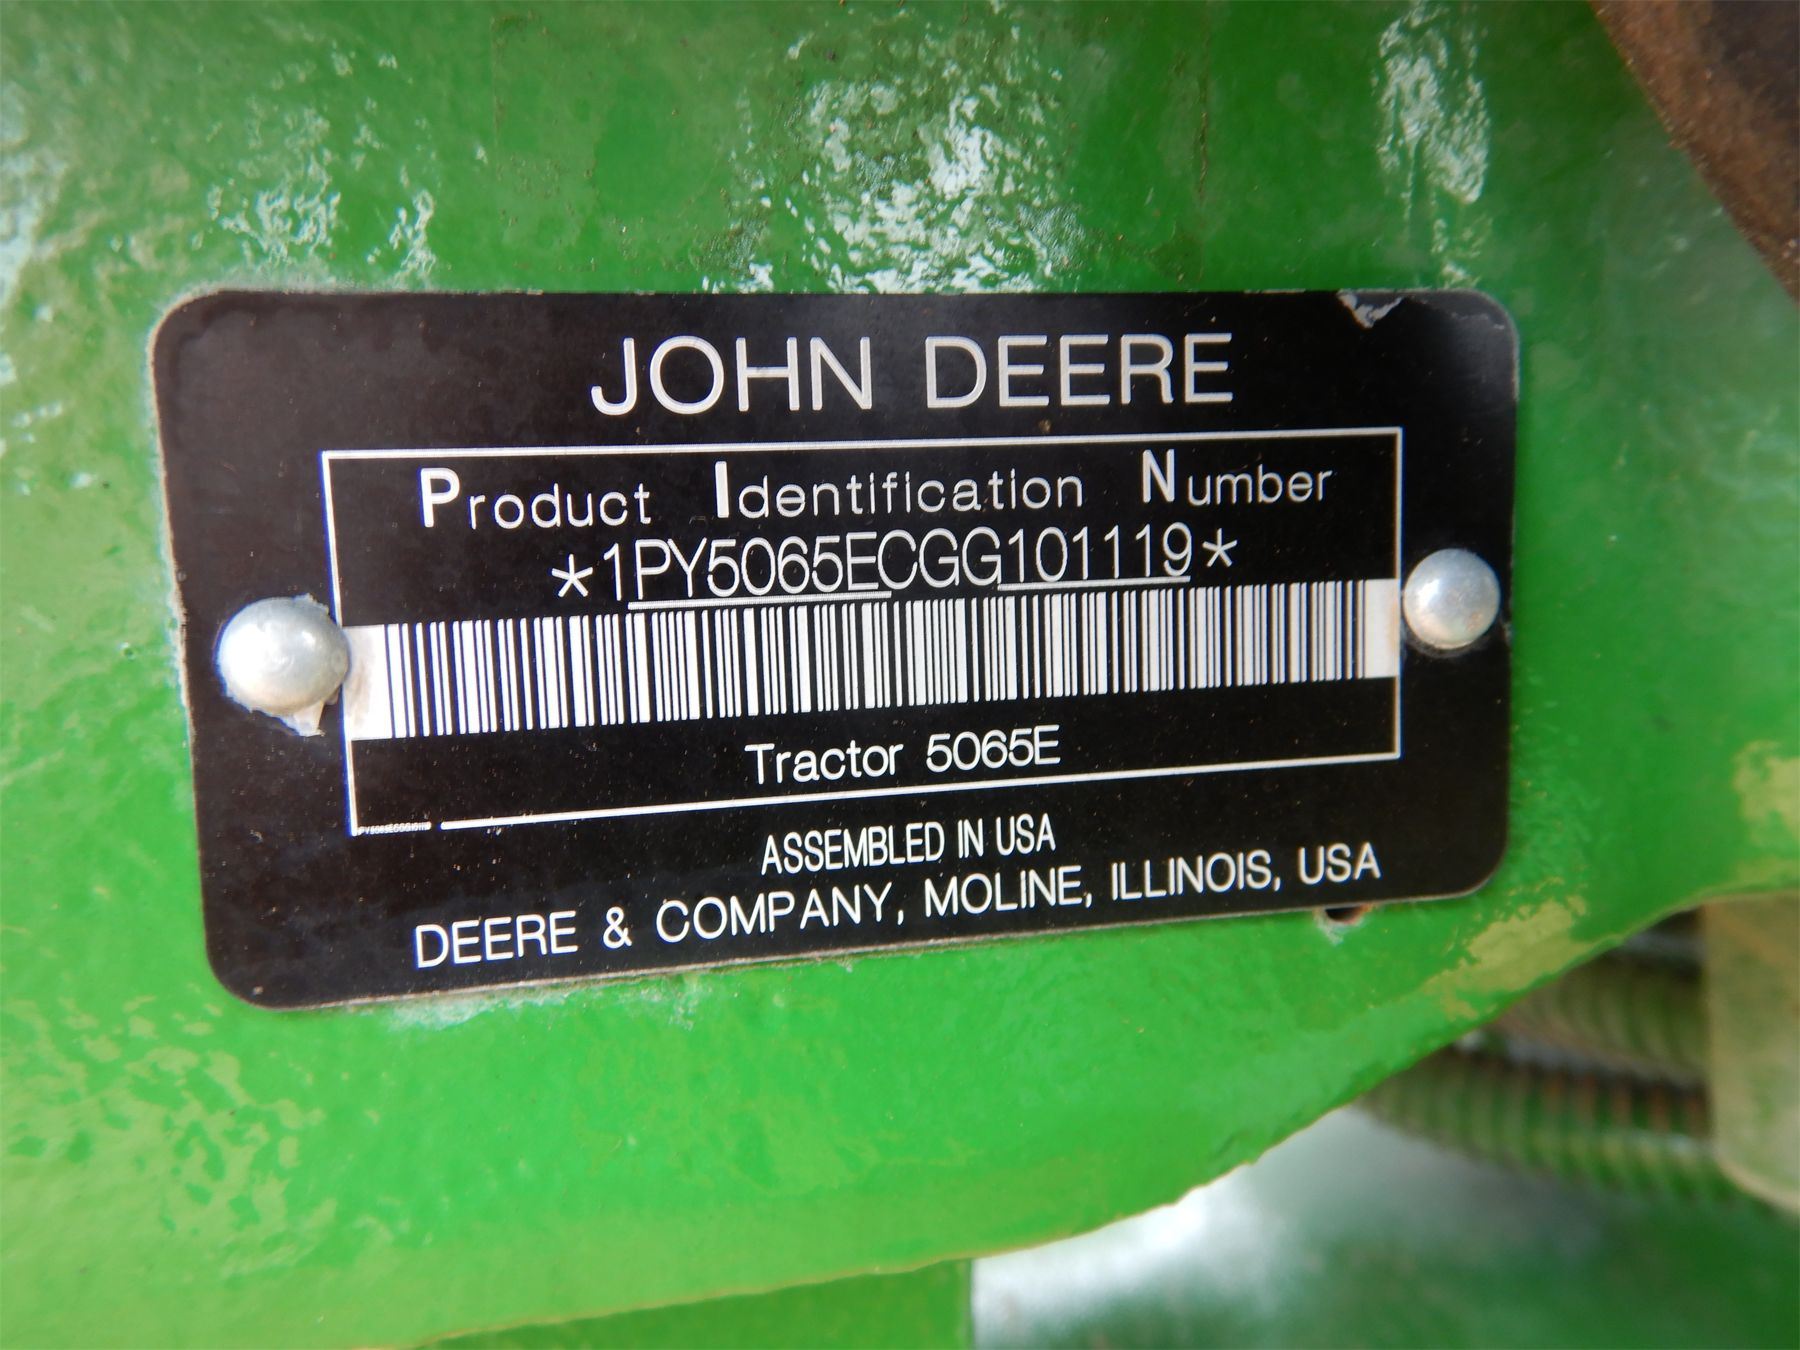 JOHN DEERE
Product Identification Number
*1PY5065ECGG101119*
Tractor 5065E
ASSEMBLED IN USA
DEERE & COMPANY, MOLINE, ILLINOIS, USA